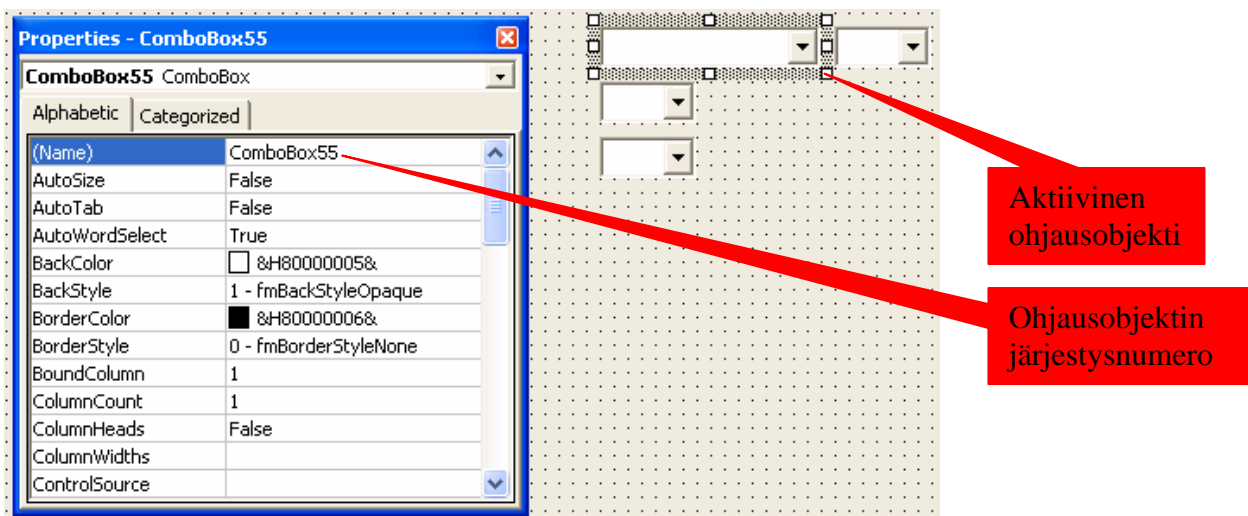 Properties - ComboBox55
ComboBox55 ComboBox
Alphabetic Categorized
(Name) ComboBox55
AutoSize False
AutoTab False
AutoWordSelect True
BackColor &H80000005&
BackStyle 1 - fmBackStyleOpaque
BorderColor &H80000006&
BorderStyle 0 - fmBorderStyleNone
BoundColumn 1
ColumnCount 1
ColumnHeads False
ColumnWidths
ControlSource
Aktiivinen
ohjausobjekti
Ohjausobjektin
järjestysnumero